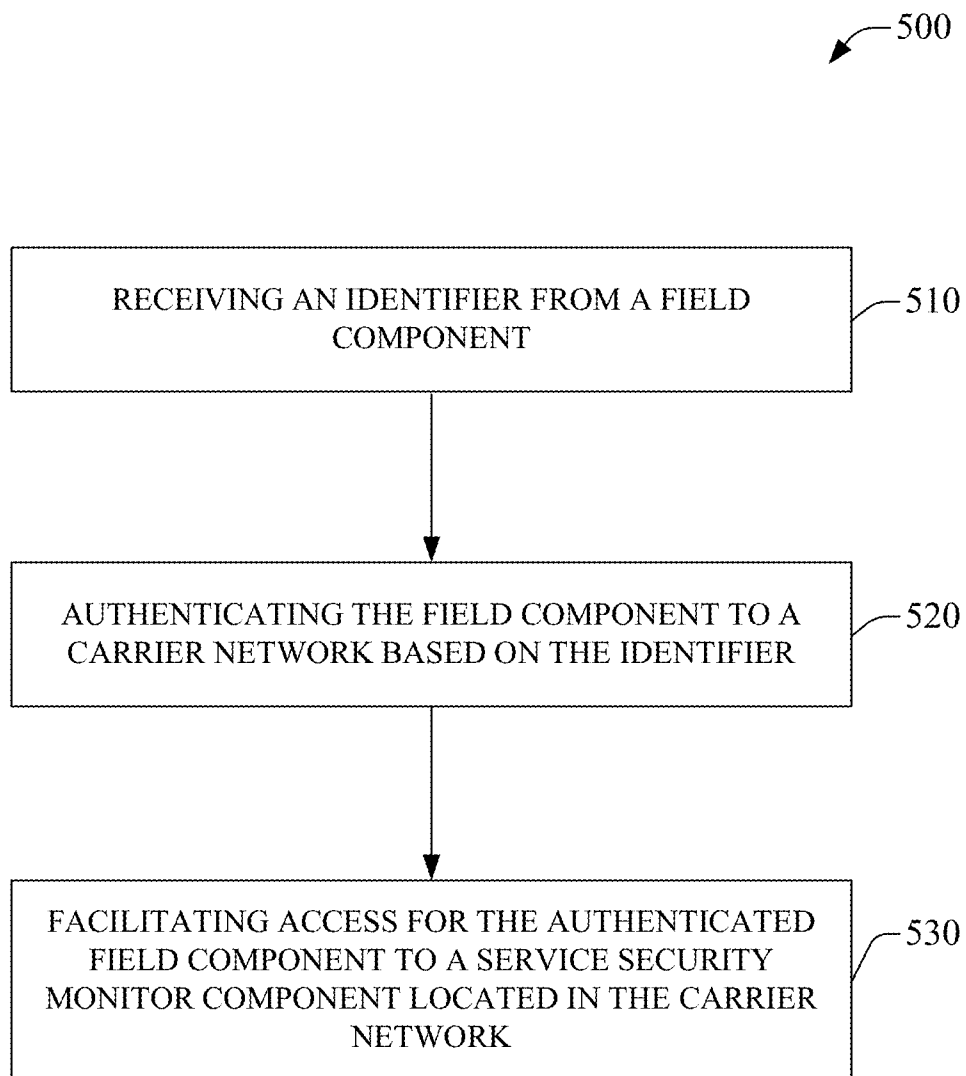 500
RECEIVING AN IDENTIFIER FROM A FIELD
COMPONENT
510
AUTHENTICATING THE FIELD COMPONENT TO A
CARRIER NETWORK BASED ON THE IDENTIFIER
520
FACILITATING ACCESS FOR THE AUTHENTICATED
FIELD COMPONENT TO A SERVICE SECURITY
MONITOR COMPONENT LOCATED IN THE CARRIER
NETWORK
530